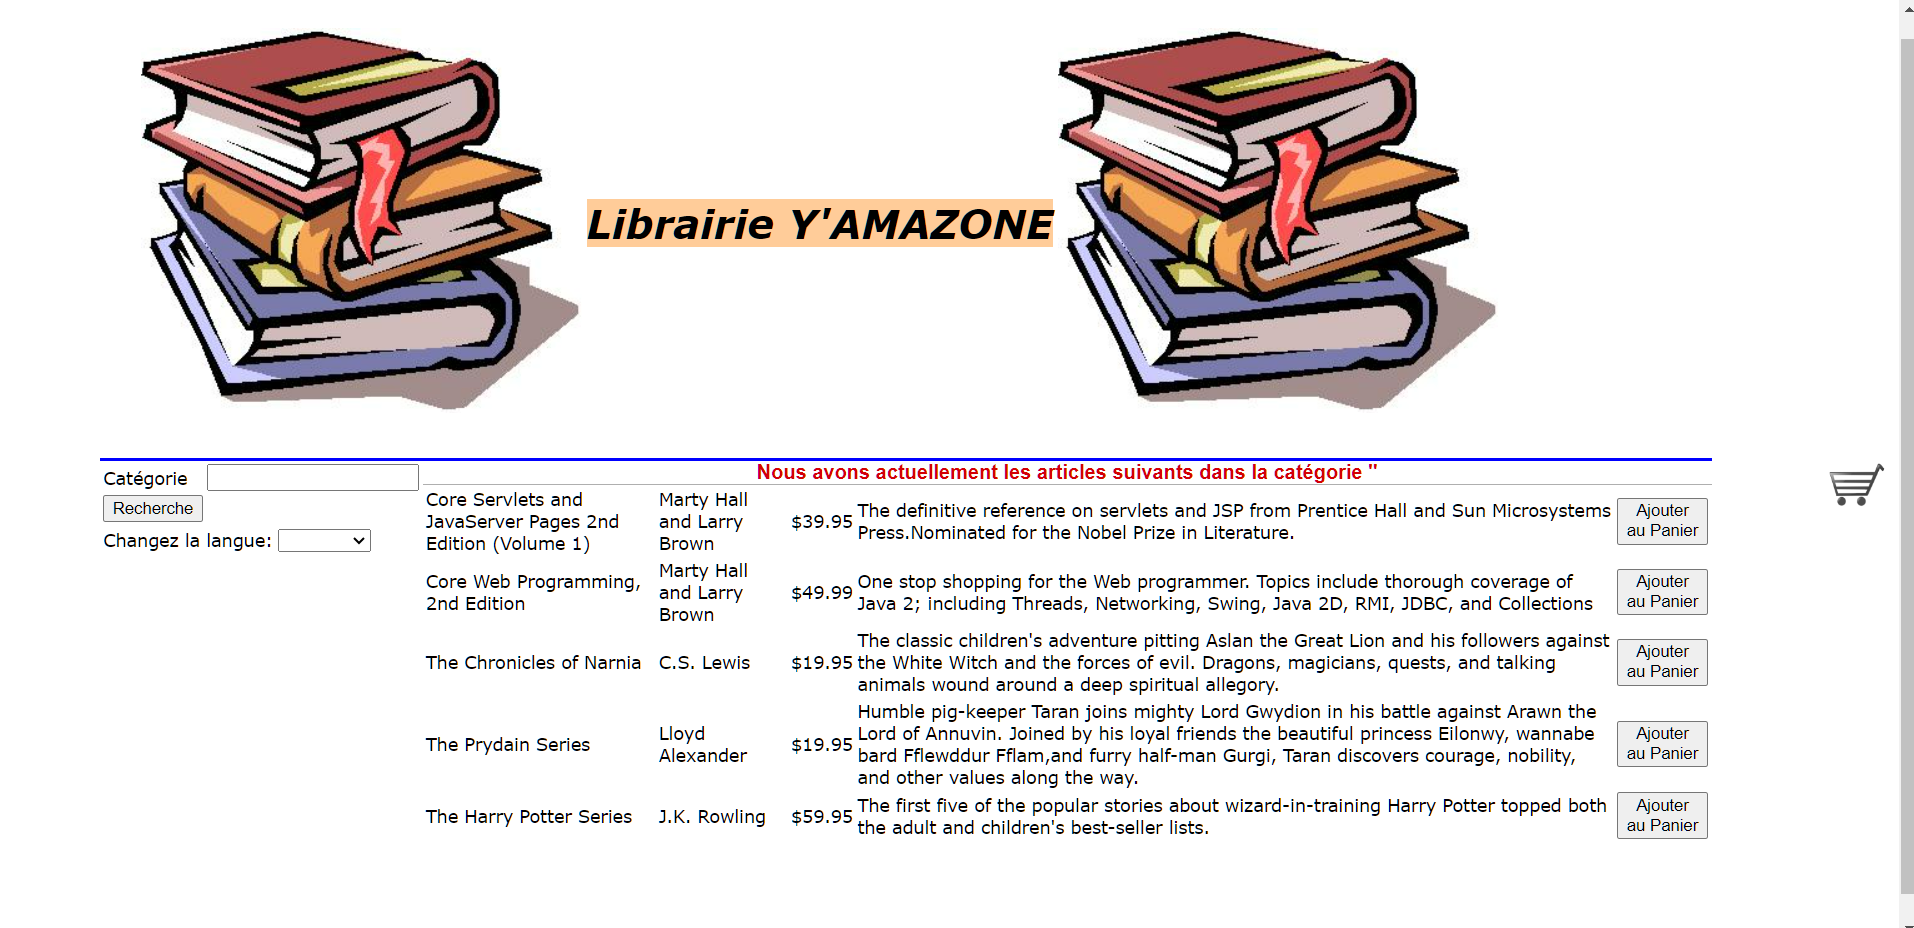 Librairie Y'AMAZONE
Nous avons actuellement les articles suivants dans la catégorie ''
Catégorie
Recherche
Changez la langue:
Core Servlets and
JavaServer Pages 2nd
Edition (Volume 1)
Marty Hall
and Larry
Brown
$39.95
The definitive reference on servlets and JSP from Prentice Hall and Sun Microsystems
Press.Nominated for the Nobel Prize in Literature.
Ajouter
au Panier
Core Web Programming,
2nd Edition
Marty Hall
and Larry
Brown
$49.99
One stop shopping for the Web programmer. Topics include thorough coverage of
Java 2; including Threads, Networking, Swing, Java 2D, RMI, JDBC, and Collections
Ajouter
au Panier
The Chronicles of Narnia
C.S. Lewis
$19.95
The classic children's adventure pitting Aslan the Great Lion and his followers against
the White Witch and the forces of evil. Dragons, magicians, quests, and talking
animals wound around a deep spiritual allegory.
Ajouter
au Panier
The Prydain Series
Lloyd
Alexander
$19.95
Humble pig-keeper Taran joins mighty Lord Gwydion in his battle against Arawn the
Lord of Annuvin. Joined by his loyal friends the beautiful princess Eilonwy, wannabe
bard Fflewddur Fflam,and furry half-man Gurgi, Taran discovers courage, nobility,
and other values along the way.
Ajouter
au Panier
The Harry Potter Series
J.K. Rowling
$59.95
The first five of the popular stories about wizard-in-training Harry Potter topped both
the adult and children's best-seller lists.
Ajouter
au Panier